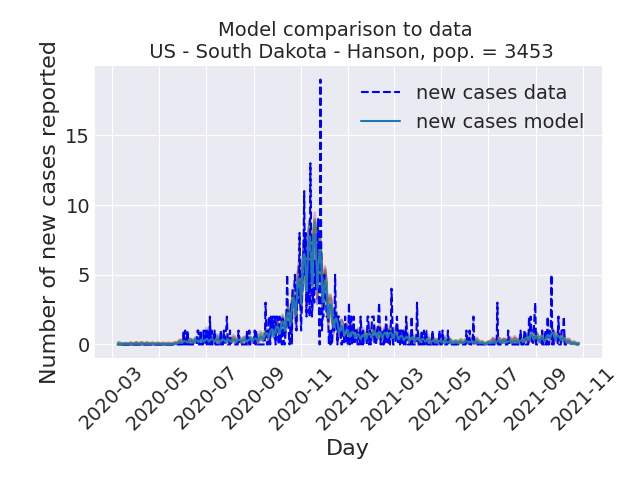 Model comparison to data
US - South Dakota - Hanson, pop. = 3453
new cases data
new cases model
Number of new cases reported
15
10
5
0
2020-03
2020-05
2020-07
2020-09
2020-11
2021-01
2021-03
2021-05
2021-07
2021-09
2021-11
Day